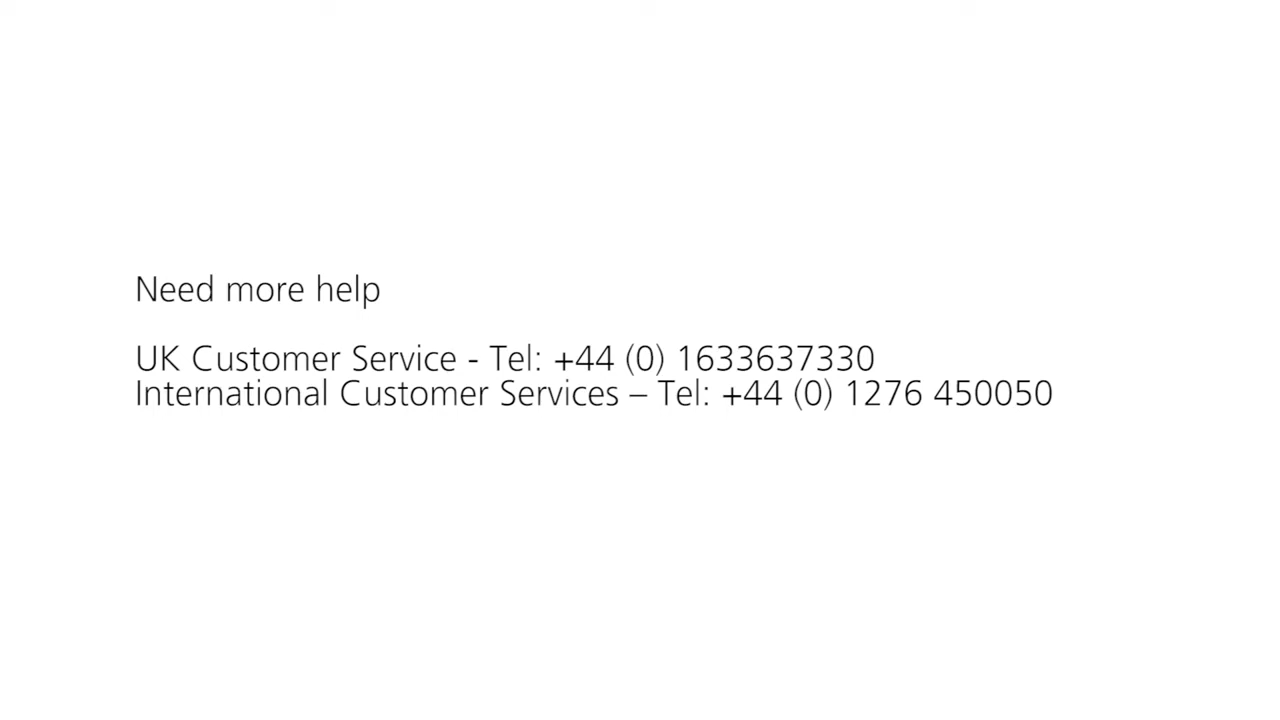 Need more help
UK Customer Service - Tel: +44 (0) 1633637330
International Customer Services – Tel: +44 (0) 1276 450050